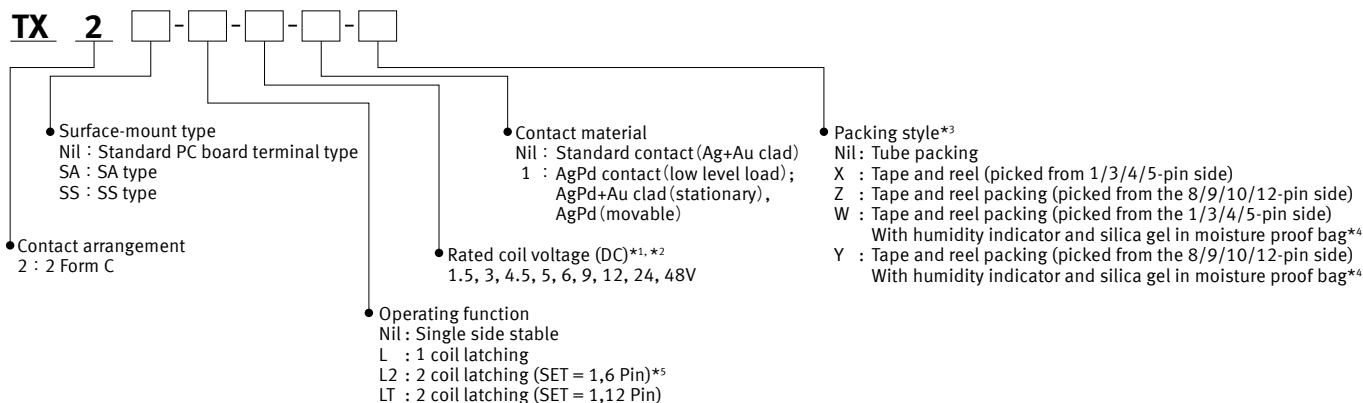 TX 2 - - - -
Surface-mount type
Nil : Standard PC board terminal type
SA : SA type
SS : SS type
Contact arrangement
2 : 2 Form C
Contact material
Nil : Standard contact (Ag+Au clad)
1 : AgPd contact (low level load);
AgPd+Au clad (stationary),
AgPd (movable)
Rated coil voltage (DC)*1, *2
1.5, 3, 4.5, 5, 6, 9, 12, 24, 48V
Operating function
Nil : Single side stable
L : 1 coil latching
L2 : 2 coil latching (SET = 1,6 Pin)*5
LT : 2 coil latching (SET = 1,12 Pin)
Packing style*3
Nil : Tube packing
X : Tape and reel (picked from 1/3/4/5-pin side)
Z : Tape and reel packing (picked from the 8/9/10/12-pin side)
W : Tape and reel packing (picked from the 1/3/4/5-pin side)
With humidity indicator and silica gel in moisture proof bag*4
Y : Tape and reel packing (picked from the 8/9/10/12-pin side)
With humidity indicator and silica gel in moisture proof bag*4